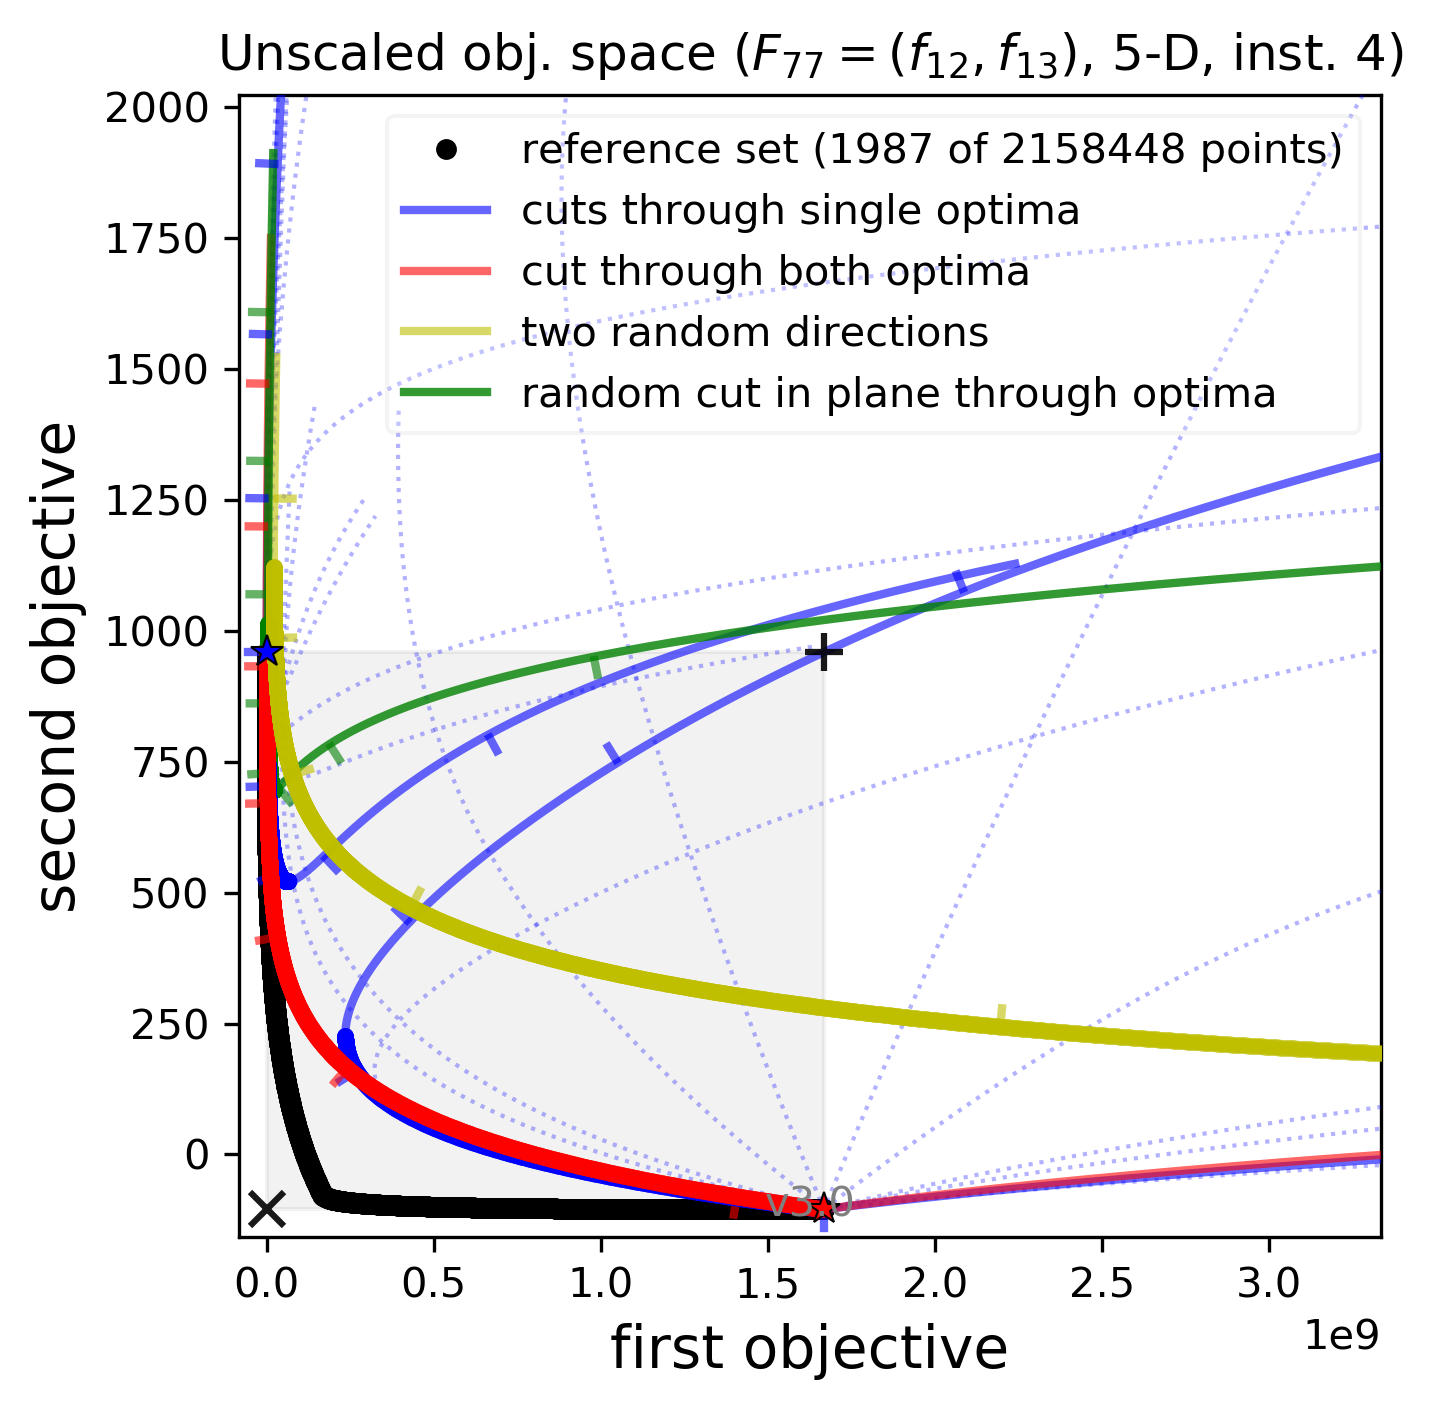 Unscaled obj. space (F₇₇ = (f₁₂, f₁₃), 5-D, inst. 4)
reference set (1987 of 2158448 points)
cuts through single optima
cut through both optima
two random directions
random cut in plane through optima
second objective
2000
1750
1500
1250
1000
750
500
250
0
v3.0
0.0 0.5 1.0 1.5 2.0 2.5 3.0
1e9
first objective